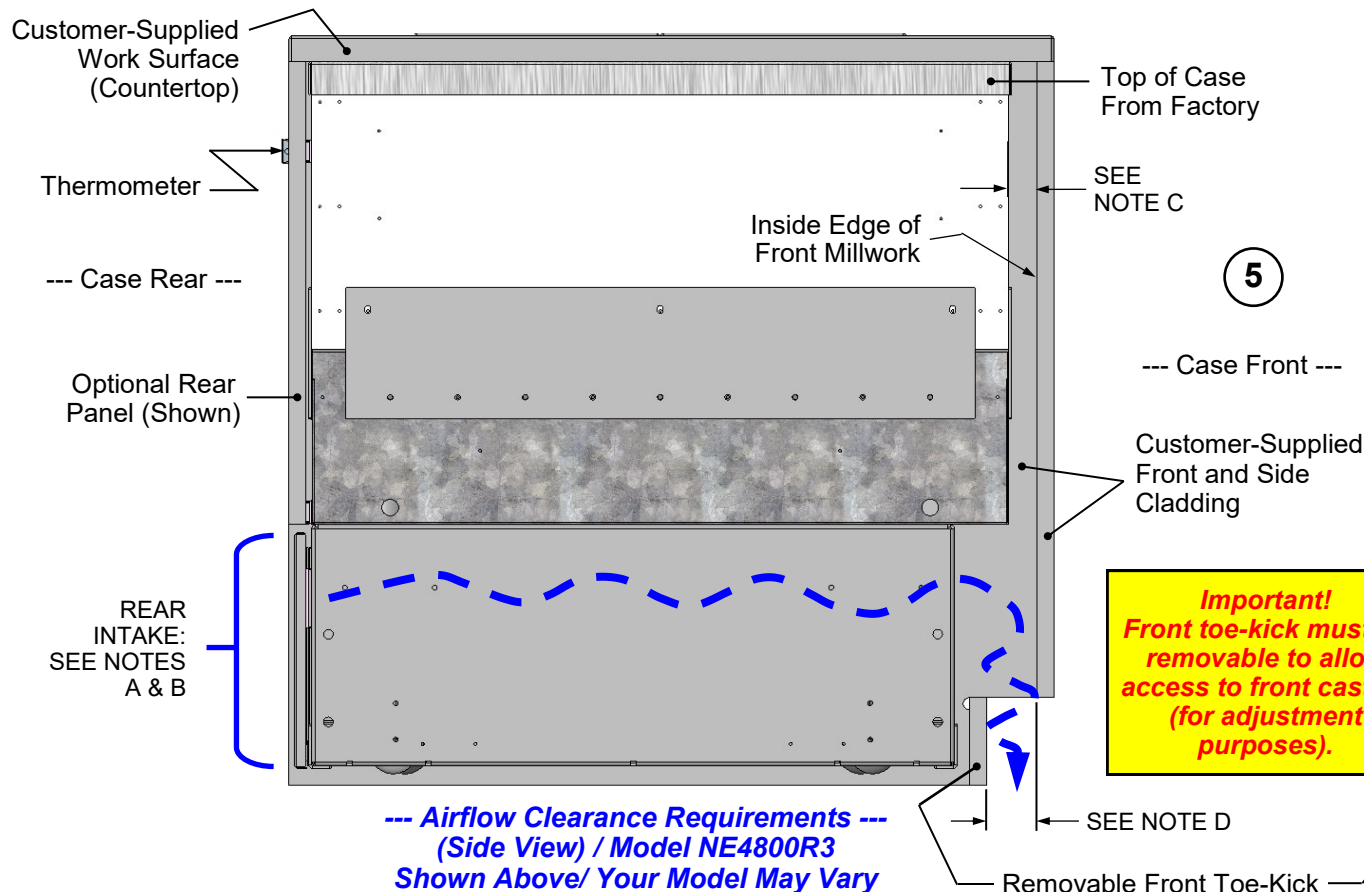 Customer-Supplied
Work Surface
(Countertop)
Top of Case
From Factory
Thermometer
SEE
NOTE C
Inside Edge of
Front Millwork
--- Case Rear ---
5
--- Case Front ---
Optional Rear
Panel (Shown)
Customer-Supplied
Front and Side
Cladding
REAR
INTAKE:
SEE NOTES
A & B
Important!
Front toe-kick must
removable to
access to front
(for adjustment
purposes).
--- Airflow Clearance Requirements ---
(Side View) / Model NE4800R3
Shown Above/ Your Model May Vary
SEE NOTE D
Removable Front Toe-Kick